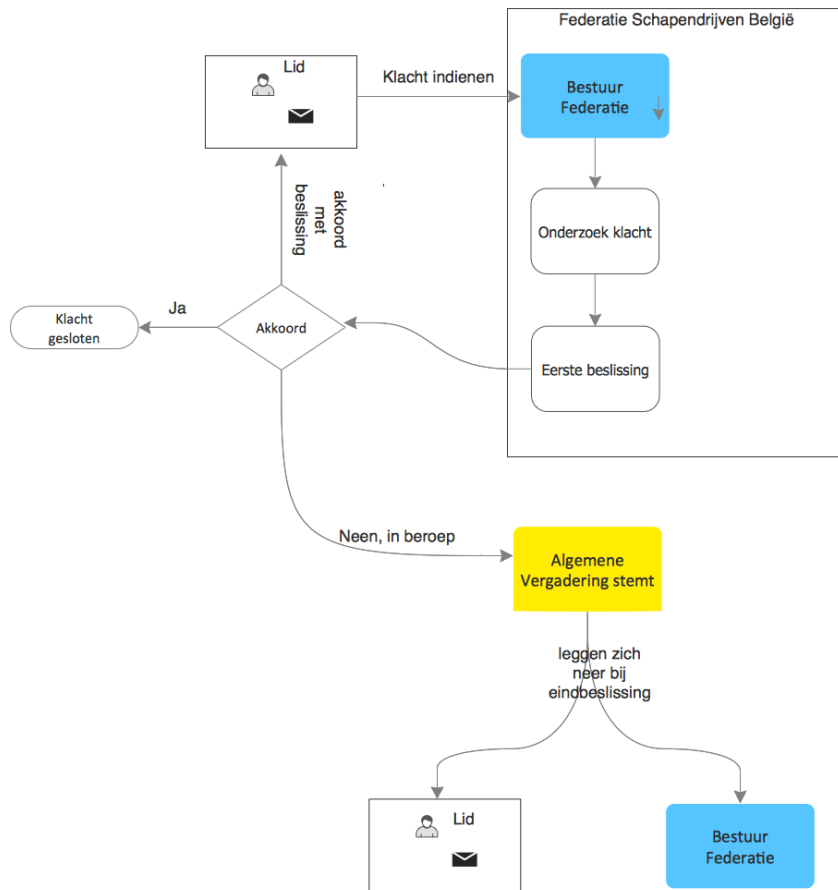 Federatie Schapendrijven België
Lid
Klacht indienen
Bestuur
Federatie
Onderzoek klacht
Eerste beslissing
akkoord
met
beslissing
Akkoord
Ja
Klacht
gesloten
Neen, in beroep
Algemene
Vergadering stemt
leggen zich
neer bij
eindbeslissing
Lid
Bestuur
Federatie